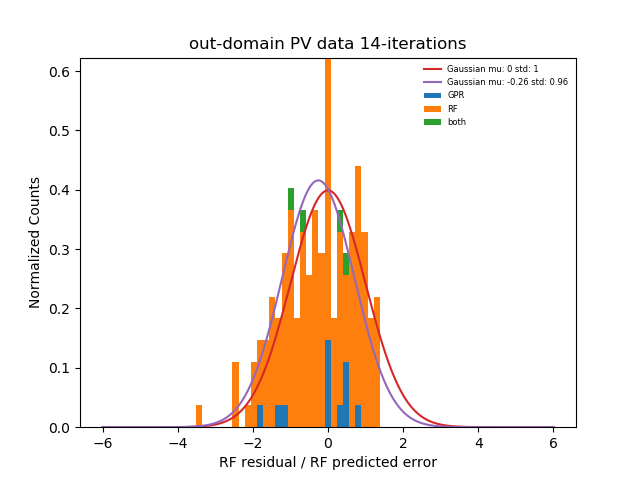 out-domain PV data 14-iterations
Gaussian mu: 0 std: 1
Gaussian mu: -0.26 std: 0.96
GPR
RF
both
Normalized Counts
0.6
0.5
0.4
0.3
0.2
0.1
0.0
−6 −4 −2 0 2 4 6
RF residual / RF predicted error